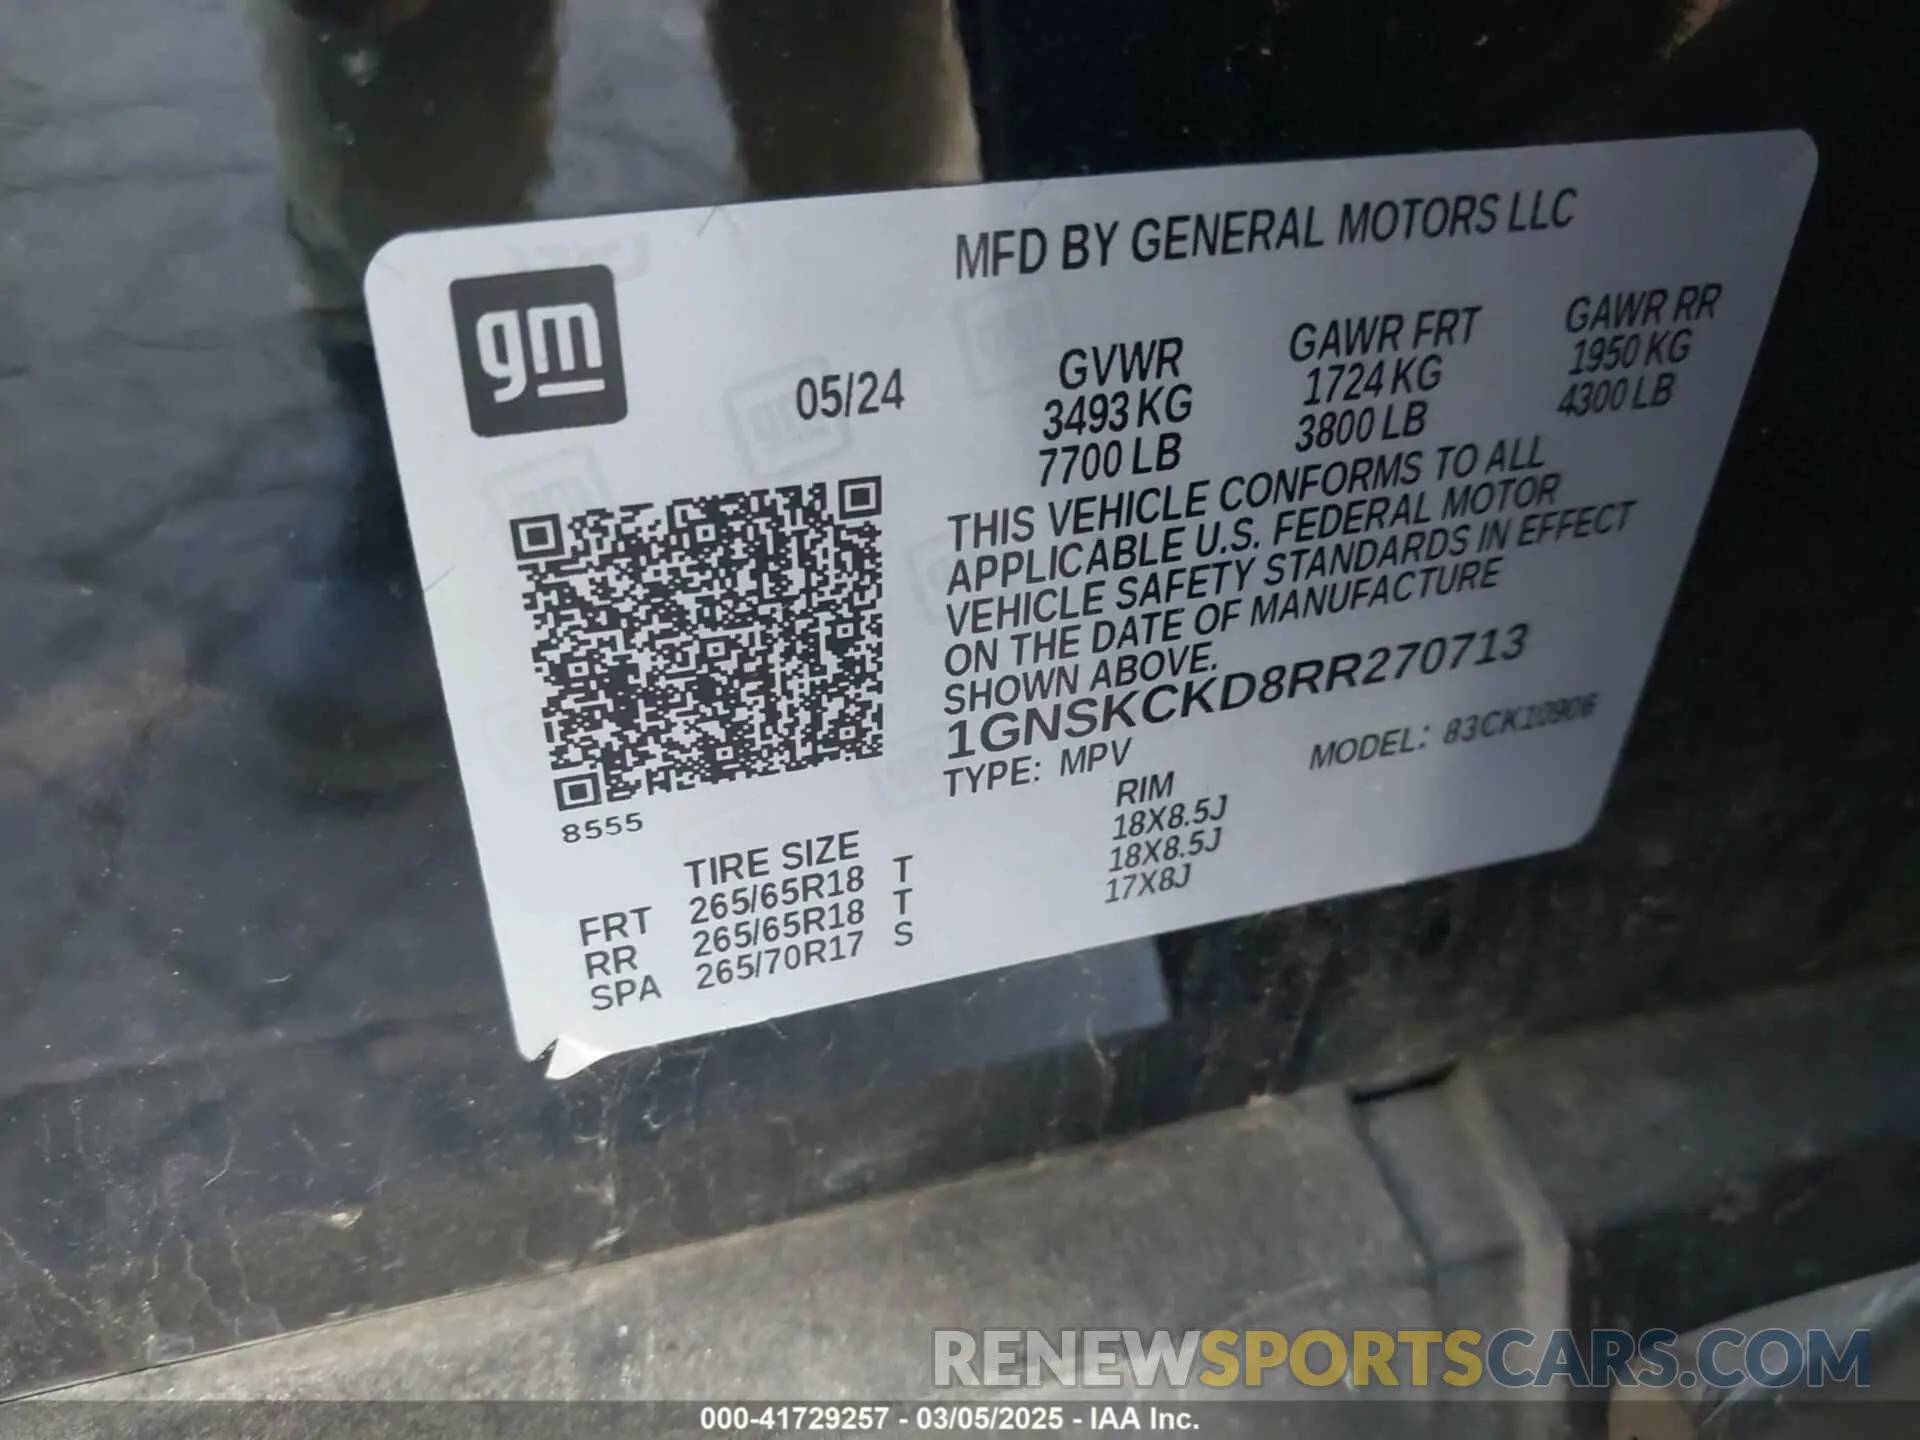 MFD BY GENERAL MOTORS LLC
gm
05/24
GVWR GAWR FRT GAWR RR
3493 KG 1724 KG 1950 KG
7700 LB 3800 LB 4300 LB
THIS VEHICLE CONFORMS TO ALL
APPLICABLE U.S. FEDERAL MOTOR
VEHICLE SAFETY STANDARDS IN EFFECT
ON THE DATE OF MANUFACTURE
SHOWN ABOVE.
1GNSKCKD8RR270713
TYPE: MPV MODEL: 83CK10906
8555
TIRE SIZE RIM
FRT 265/65R18 T 18X8.5J
RR 265/65R18 T 18X8.5J
SPA 265/70R17 S 17X8J
RENEWSPORTSCARS.COM
000-41729257 - 03/05/2025 - IAA Inc.